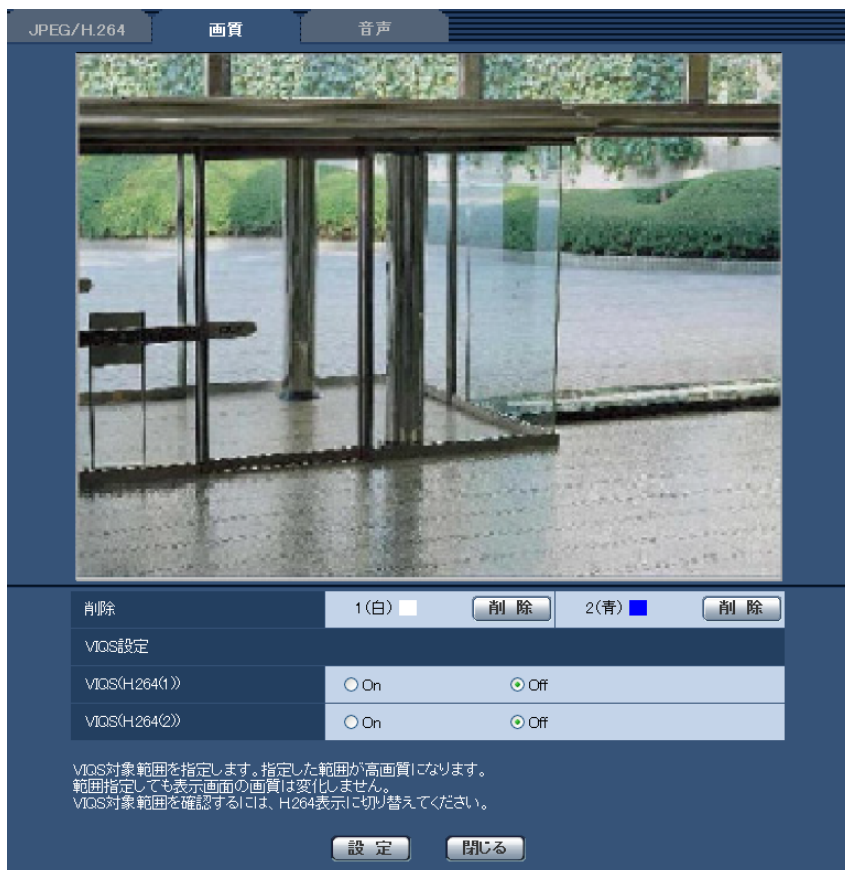 JPEG/H.264 画質 音声
削除 1(白) 削 除 2(青) 削 除
VIQS設定
VIQS(H.264(1)) On Off
VIQS(H.264(2)) On Off
VIQS対象範囲を指定します。指定した範囲が高画質になります。
範囲指定しても表示画面の画質は変化しません。
VIQS対象範囲を確認するには、H.264表示に切り替えてください。
設 定 閉じる